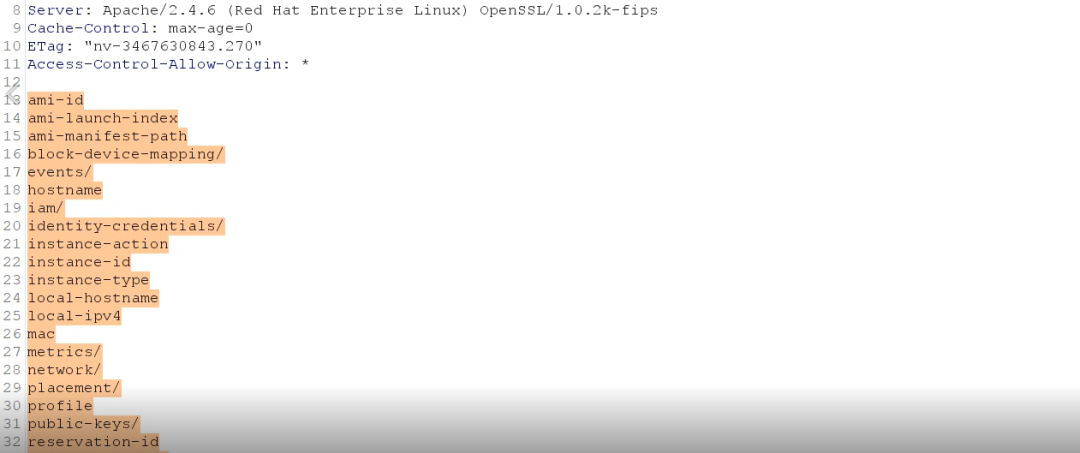 8 Server: Apache/2.4.6 (Red Hat Enterprise Linux) OpenSSL/1.0.2k-fips
9 Cache-Control: max-age=0
10 ETag: "nv-3467630843.270"
11 Access-Control-Allow-Origin: *
12
13 ami-id
14 ami-launch-index
15 ami-manifest-path
16 block-device-mapping/
17 events/
18 hostname
19 iam/
20 identity-credentials/
21 instance-action
22 instance-id
23 instance-type
24 local-hostname
25 local-ipv4
26 mac
27 metrics/
28 network/
29 placement/
30 profile
31 public-keys/
32 reservation-id